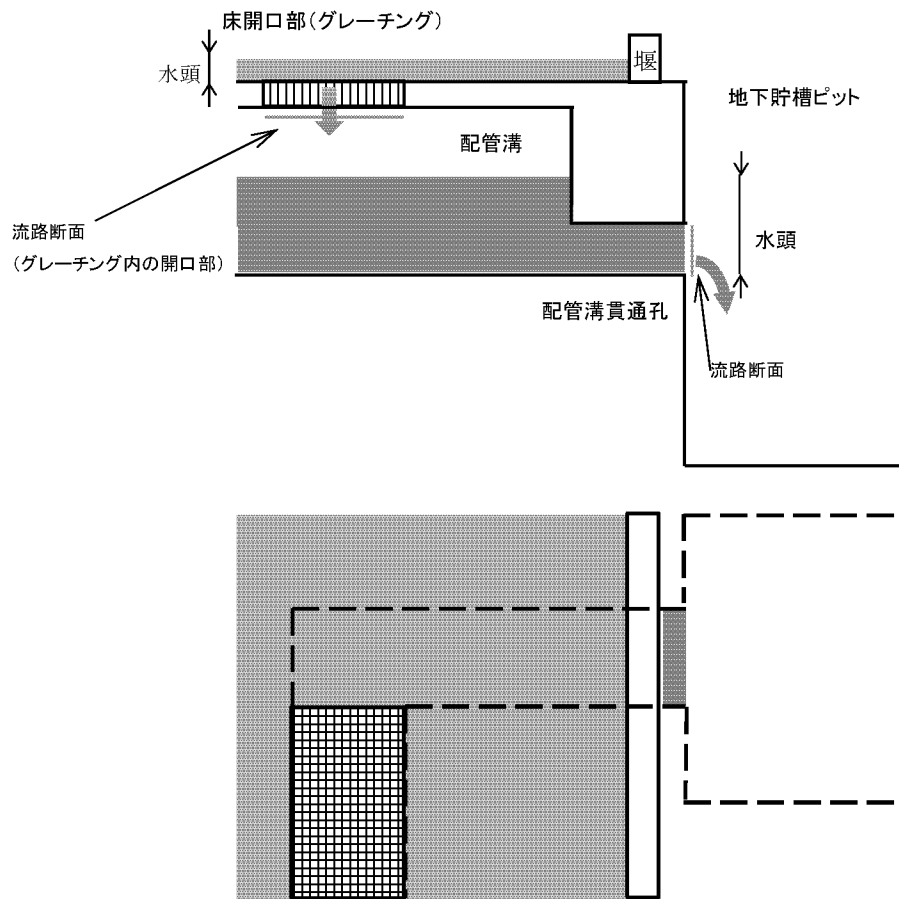 床開口部（グレーチング）
水頭
堰
地下貯槽ピット
配管溝
流路断面
（グレーチング内の開口部）
水頭
配管溝貫通孔
流路断面